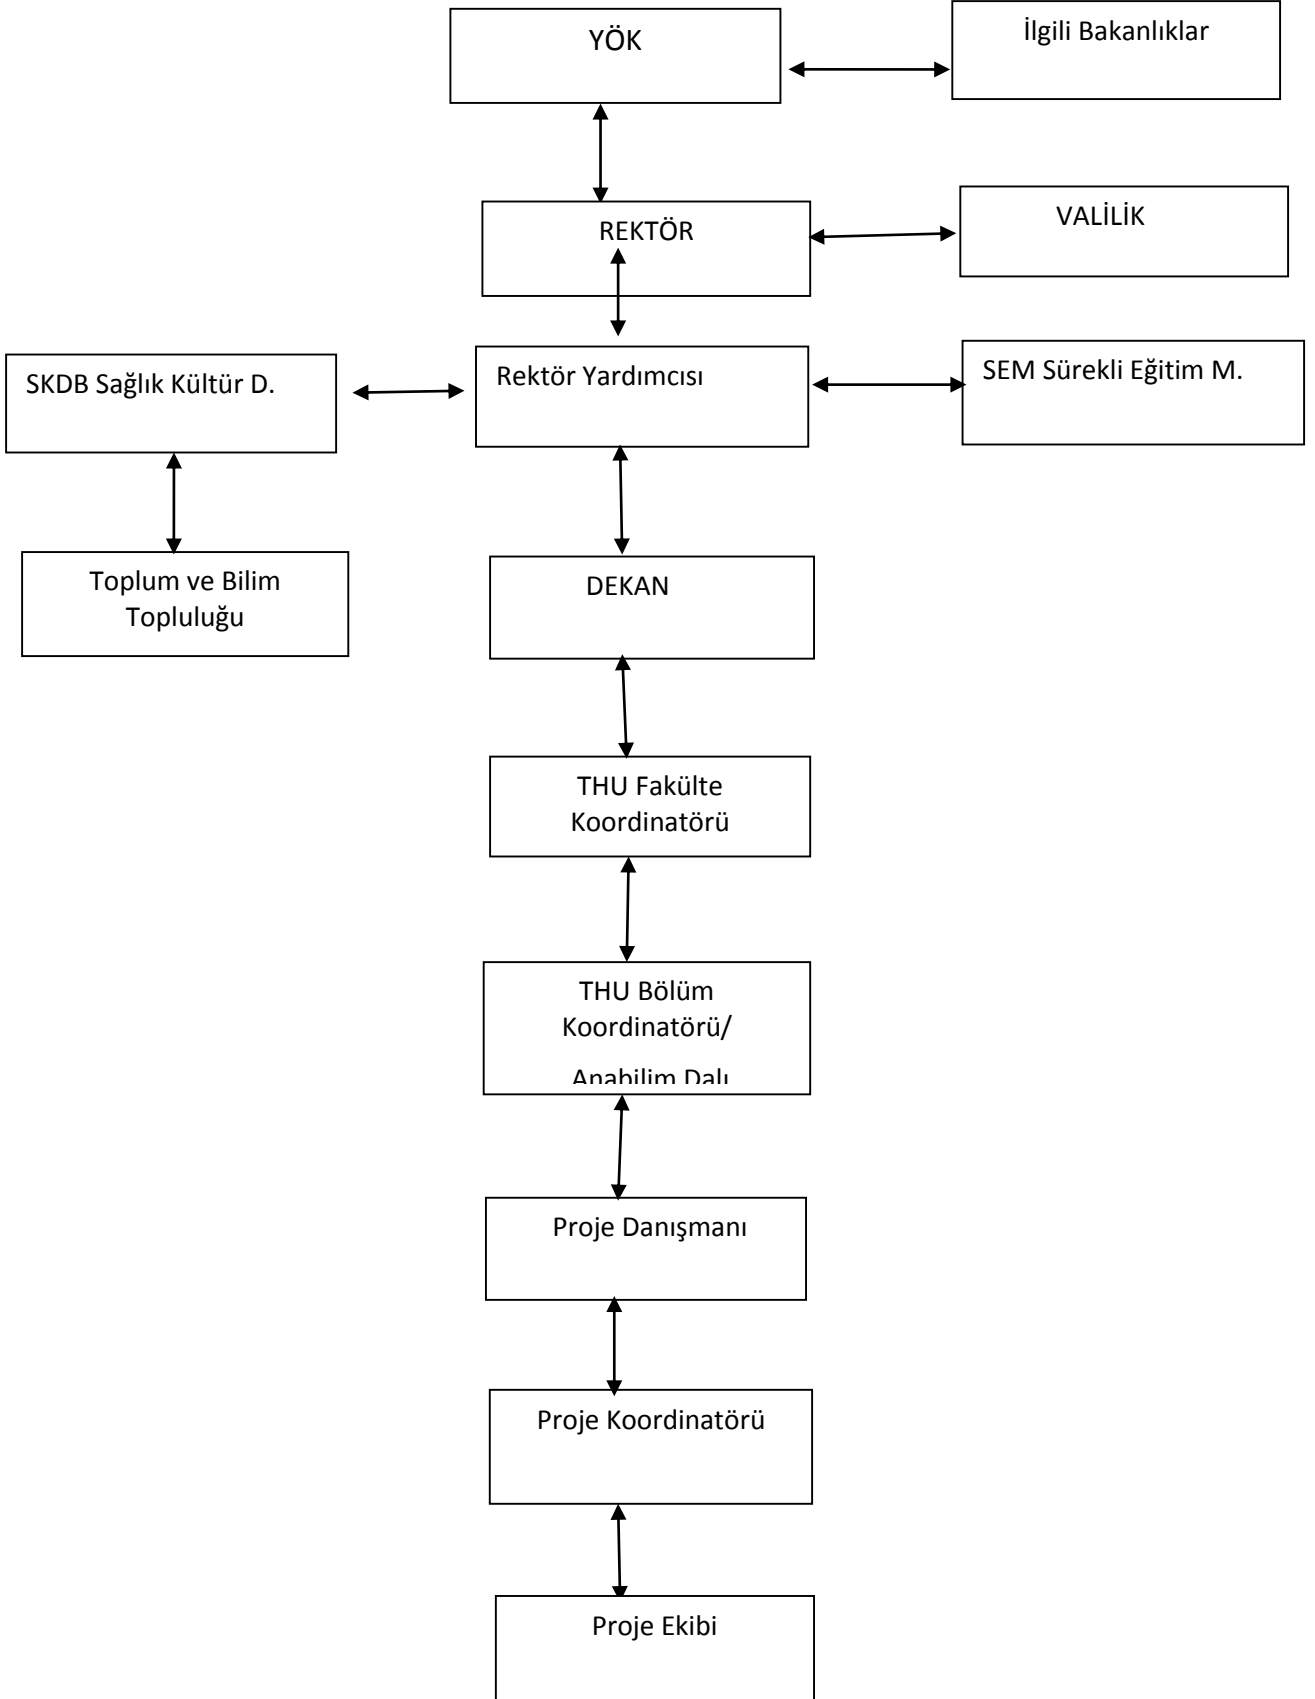 YÖK
İlgili Bakanlıklar
REKTÖR
VALİLİK
SKDB Sağlık Kültür D.
Rektör Yardımcısı
SEM Sürekli Eğitim M.
Toplum ve Bilim
Topluluğu
DEKAN
THU Fakülte
Koordinatörü
THU Bölüm
Koordinatörü/
Anabilim Dalı
Proje Danışmanı
Proje Koordinatörü
Proje Ekibi